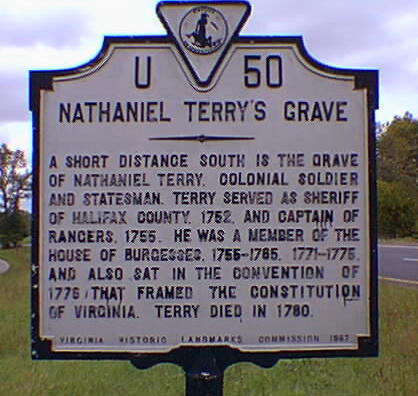 U 50
NATHANIEL TERRY'S GRAVE
A SHORT DISTANCE SOUTH IS THE GRAVE
OF NATHANIEL TERRY, COLONIAL SOLDIER
AND STATESMAN. TERRY SERVED AS SHERIFF
OF HALIFAX COUNTY, 1752, AND CAPTAIN OF
RANGERS, 1755. HE WAS A MEMBER OF THE
HOUSE OF BURGESSES, 1755-1765, 1771-1775,
AND ALSO SAT IN THE CONVENTION OF
1776 THAT FRAMED THE CONSTITUTION
OF VIRGINIA. TERRY DIED IN 1780.
VIRGINIA HISTORIC LANDMARKS COMMISSION 1967